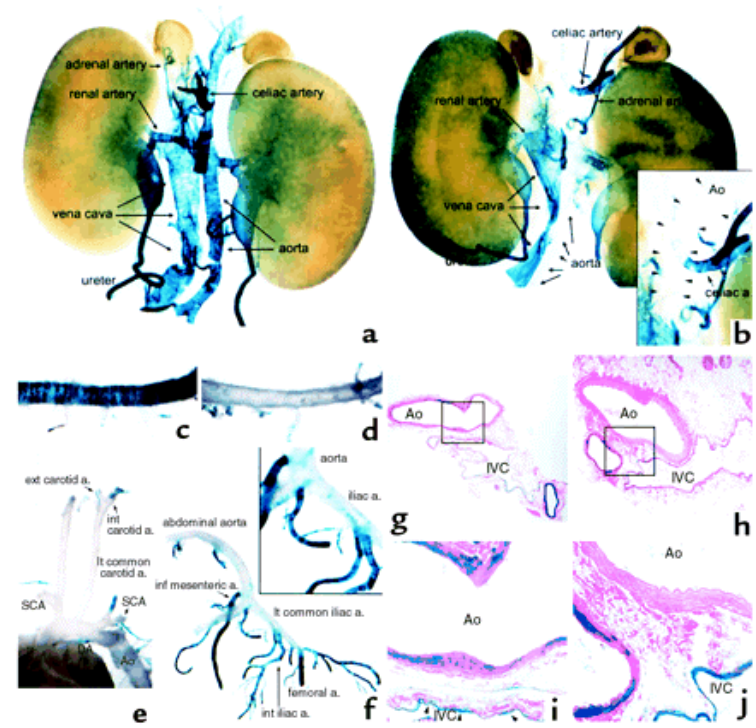 adrenal artery
renal artery
celiac artery
vena cava
aorta
ureter
a
celiac artery
renal artery
adrenal ar
vena cava
aorta
Ao
celiac a
b
c
d
ext carotid a.
int
carotid a.
lt common
carotid a.
SCA
SCA
DA
Ao
e
aorta
iliac a.
abdominal aorta
inf mesenteric a.
lt common iliac a.
femoral a.
int iliac a.
f
Ao
IVC
g
Ao
IVC
h
Ao
IVC
i
Ao
IVC
j